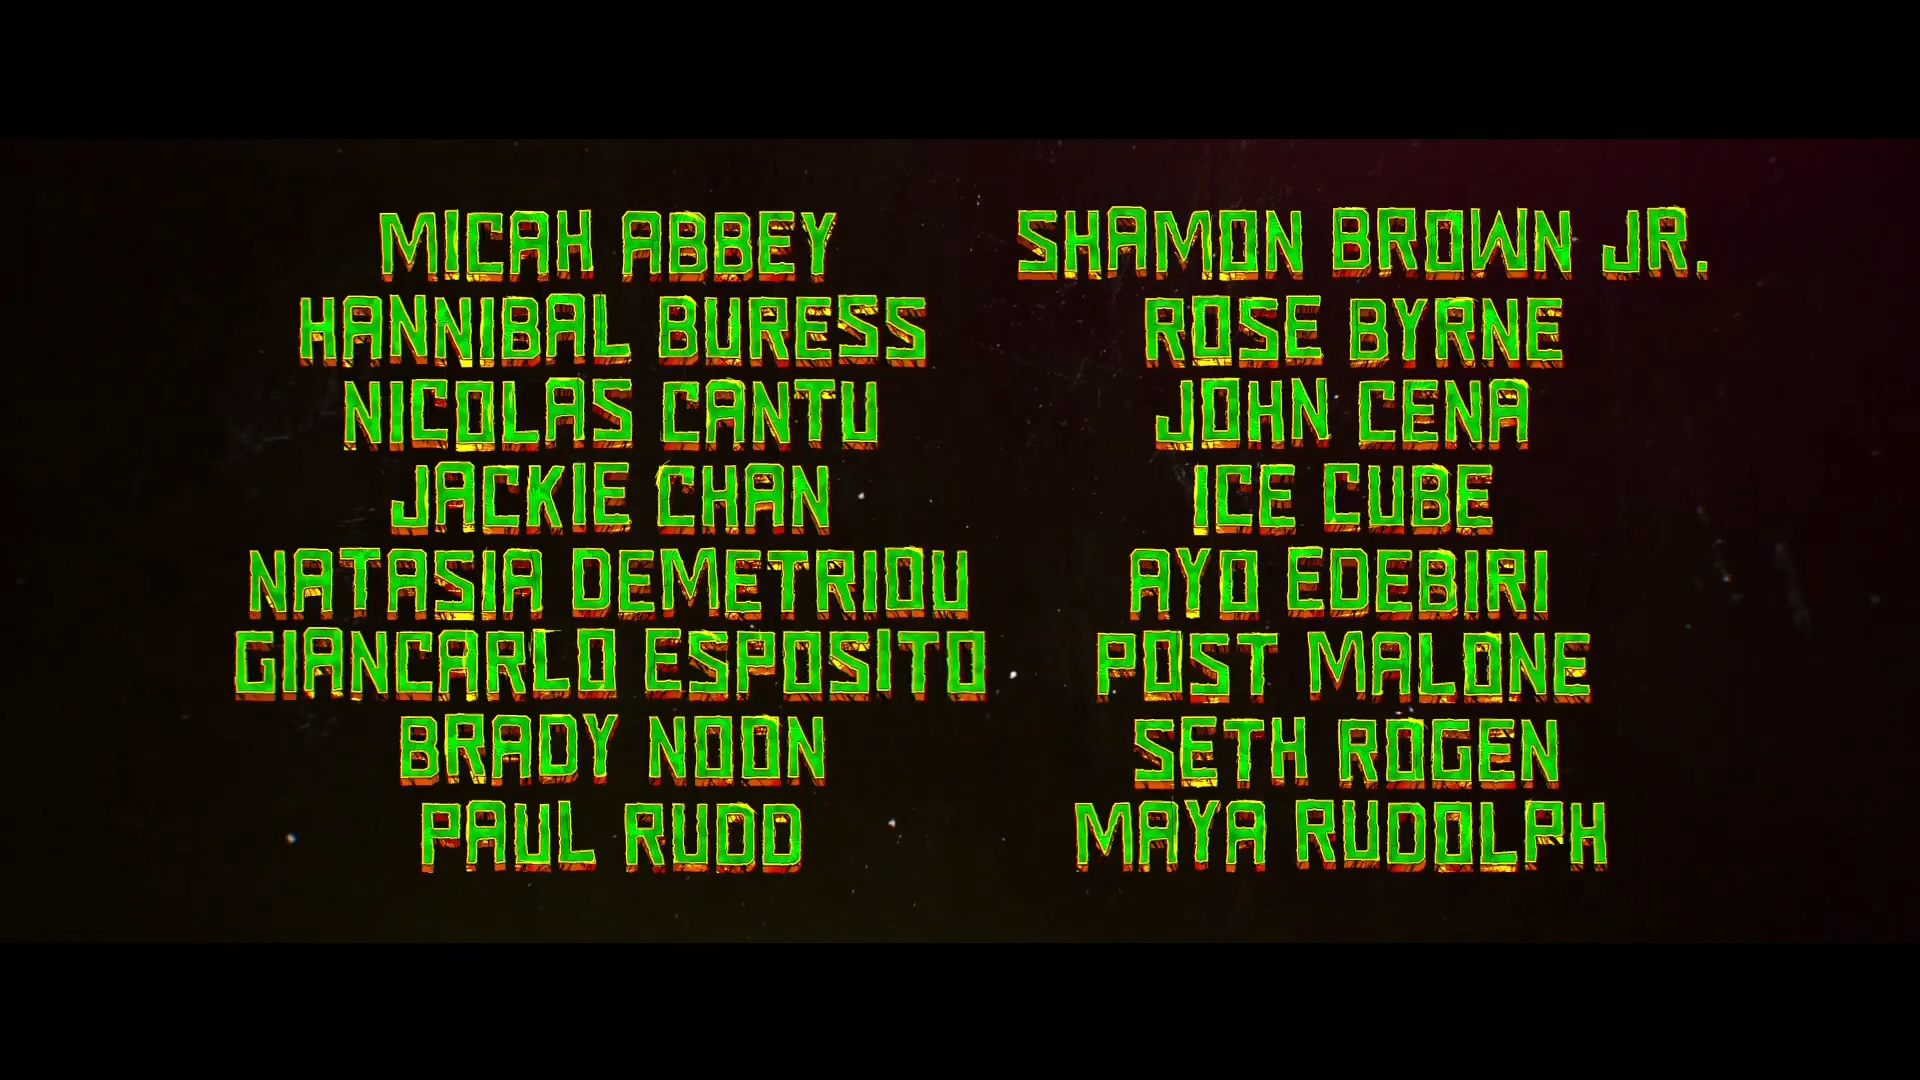 MICAH ABBEY SHAMON BROWN JR.
HANNIBAL BURESS ROSE BYRNE
NICOLAS CANTU JOHN CENA
JACKIE CHAN ICE CUBE
NATASIA DEMETRIOU AYO EDEBIRI
GIANCARLO ESPOSITO POST MALONE
BRADY NOON SETH ROGEN
PAUL RUDD MAYA RUDOLPH